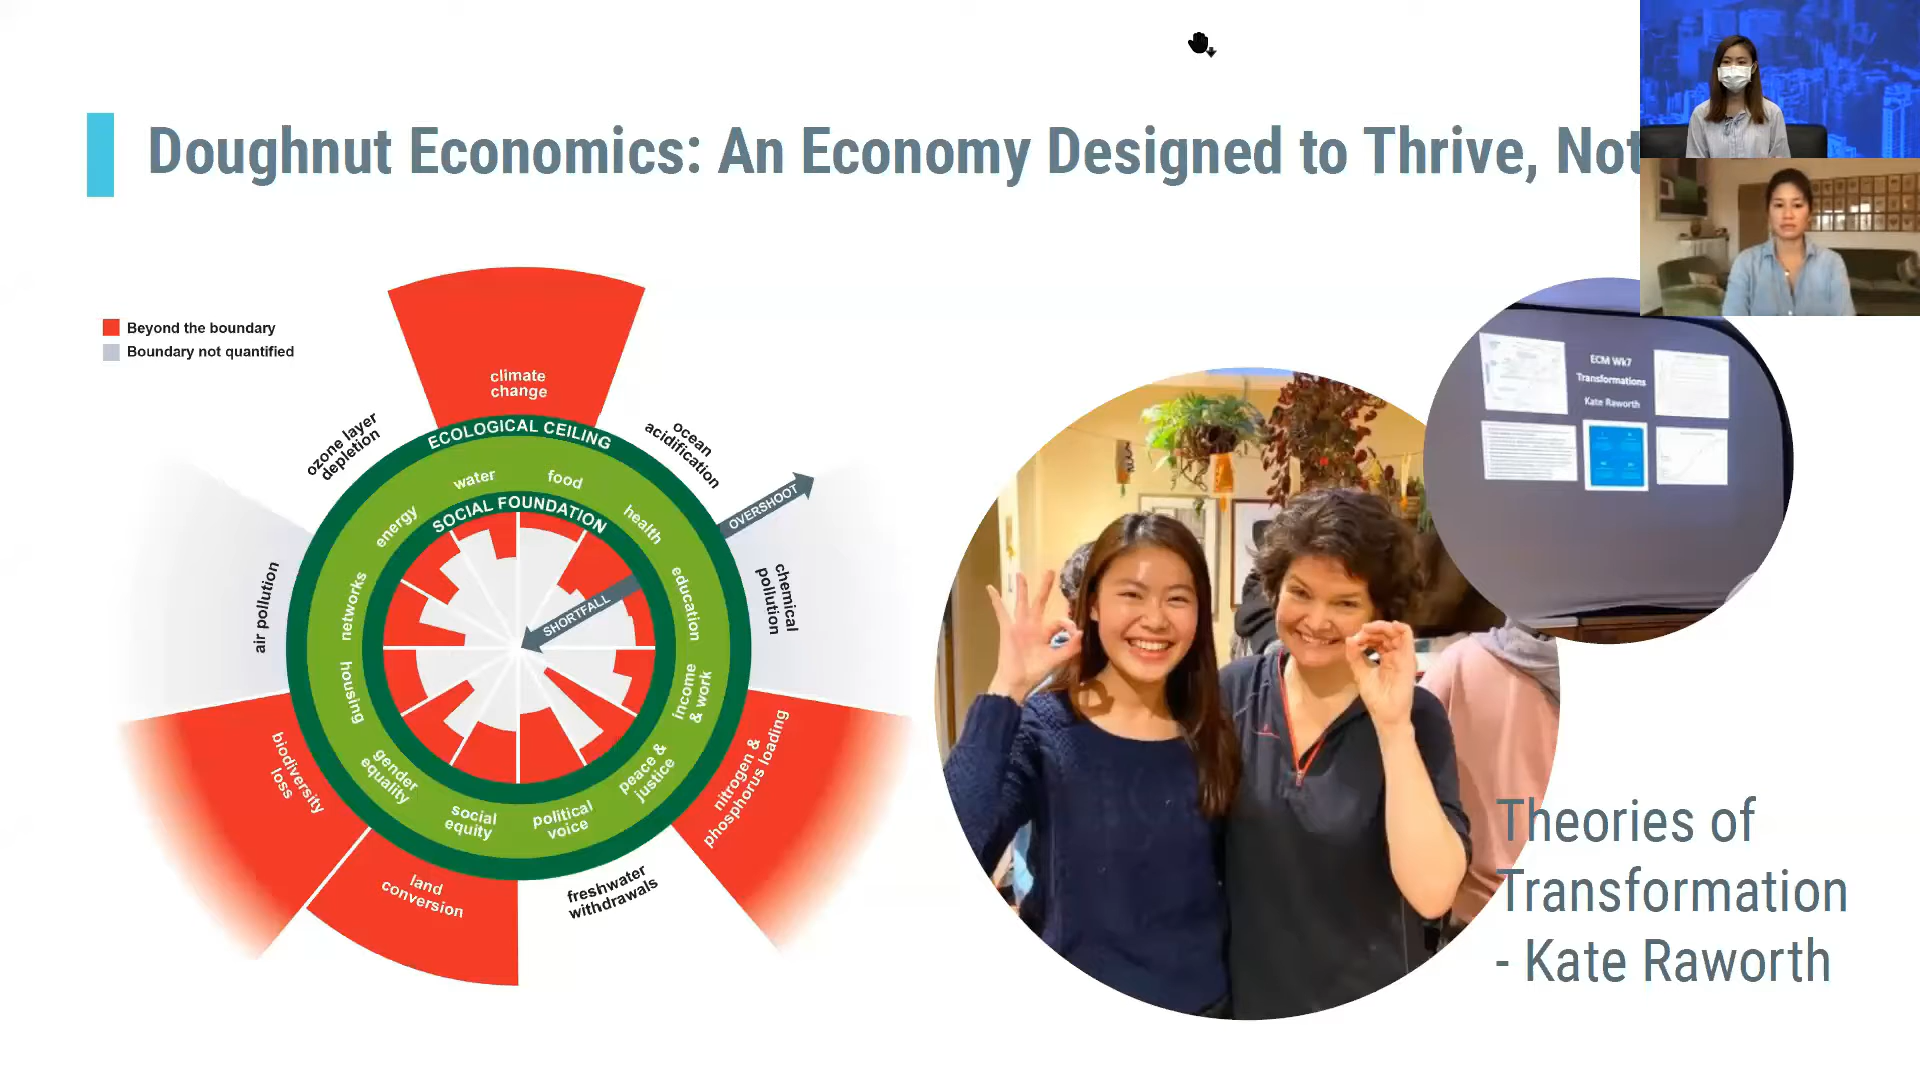 Doughnut Economics: An Economy Designed to Thrive, Not
Beyond the boundary
Boundary not quantified
climate
change
ozone layer
depletion
ocean
acidification
ECOLOGICAL CEILING
water
food
energy
health
SOCIAL FOUNDATION
OVERSHOOT
SHORTFALL
networks
education
air pollution
chemical
pollution
housing
income
& work
gender
equality
peace &
justice
social
equity
political
voice
biodiversity
loss
nitrogen &
phosphorus loading
land
conversion
freshwater
withdrawals
ECM Wk7
Transformations
Kate Raworth
Theories of
Transformation
- Kate Raworth